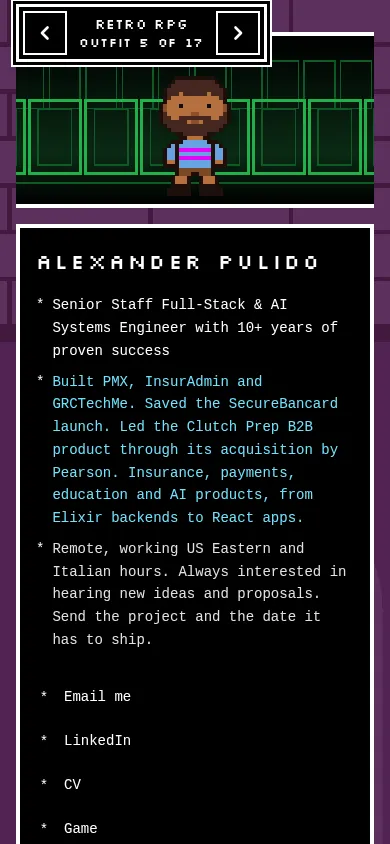 RETRO RPG
OUTFIT 5 OF 17
ALEXANDER PULIDO
* Senior Staff Full-Stack & AI
Systems Engineer with 10+ years of
proven success
* Built PMX, InsurAdmin and
GRCTechMe. Saved the SecureBancard
launch. Led the Clutch Prep B2B
product through its acquisition by
Pearson. Insurance, payments,
education and AI products, from
Elixir backends to React apps.
* Remote, working US Eastern and
Italian hours. Always interested in
hearing new ideas and proposals.
Send the project and the date it
has to ship.
* Email me
* LinkedIn
* CV
* Game